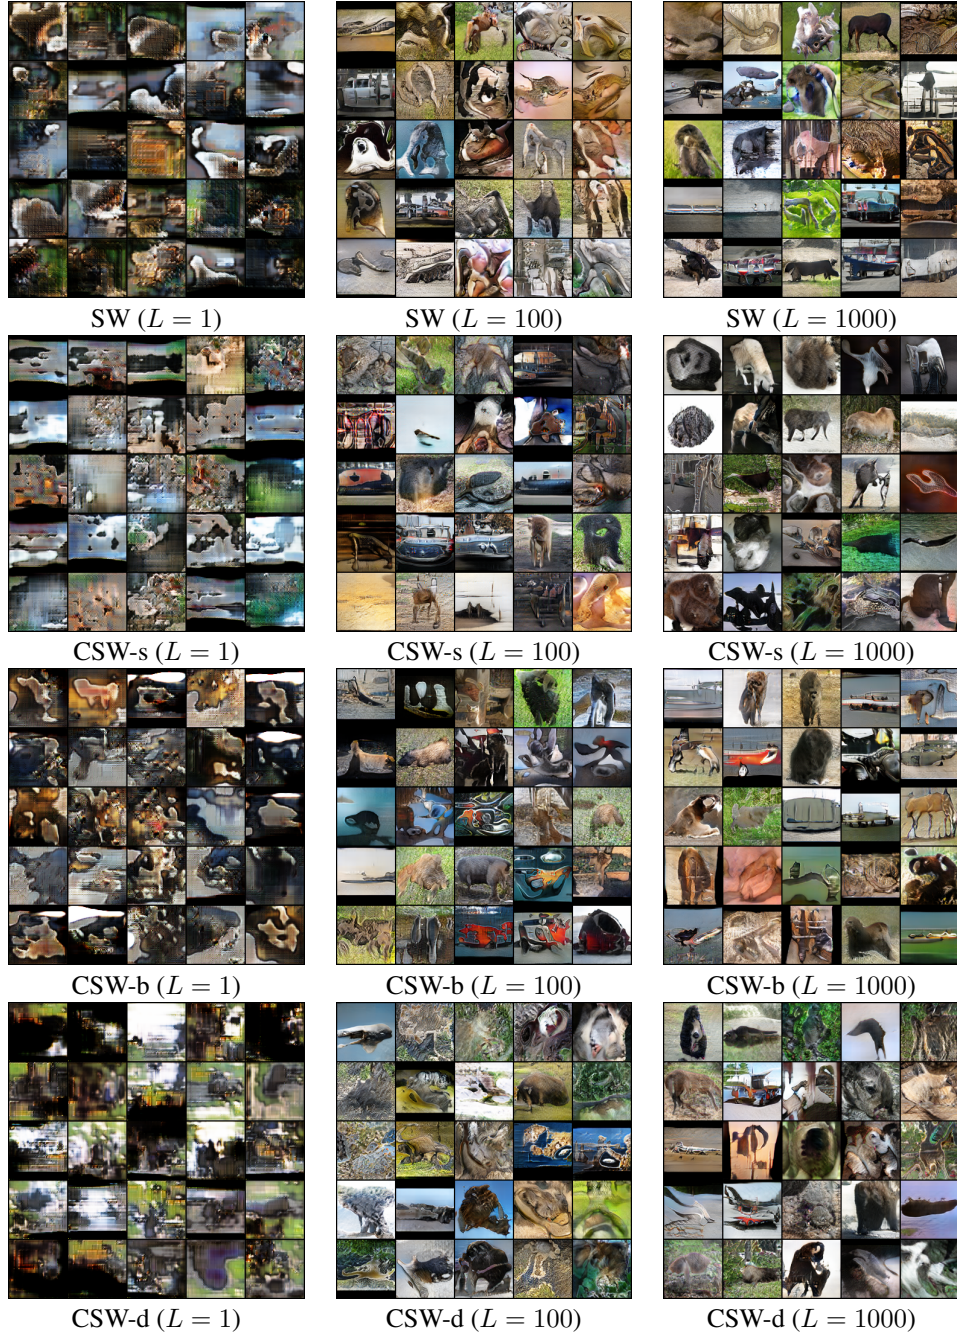 SW (L = 1)
SW (L = 100)
SW (L = 1000)
CSW-s (L = 1)
CSW-s (L = 100)
CSW-s (L = 1000)
CSW-b (L = 1)
CSW-b (L = 100)
CSW-b (L = 1000)
CSW-d (L = 1)
CSW-d (L = 100)
CSW-d (L = 1000)